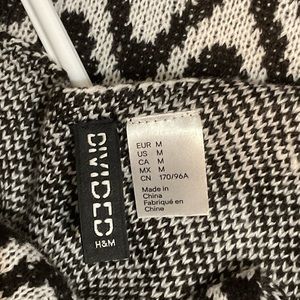 DIVIDED
H&M
EUR M
US M
CA M
MX M
CN 170/96A
Made in
China
Fabriqué en
Chine